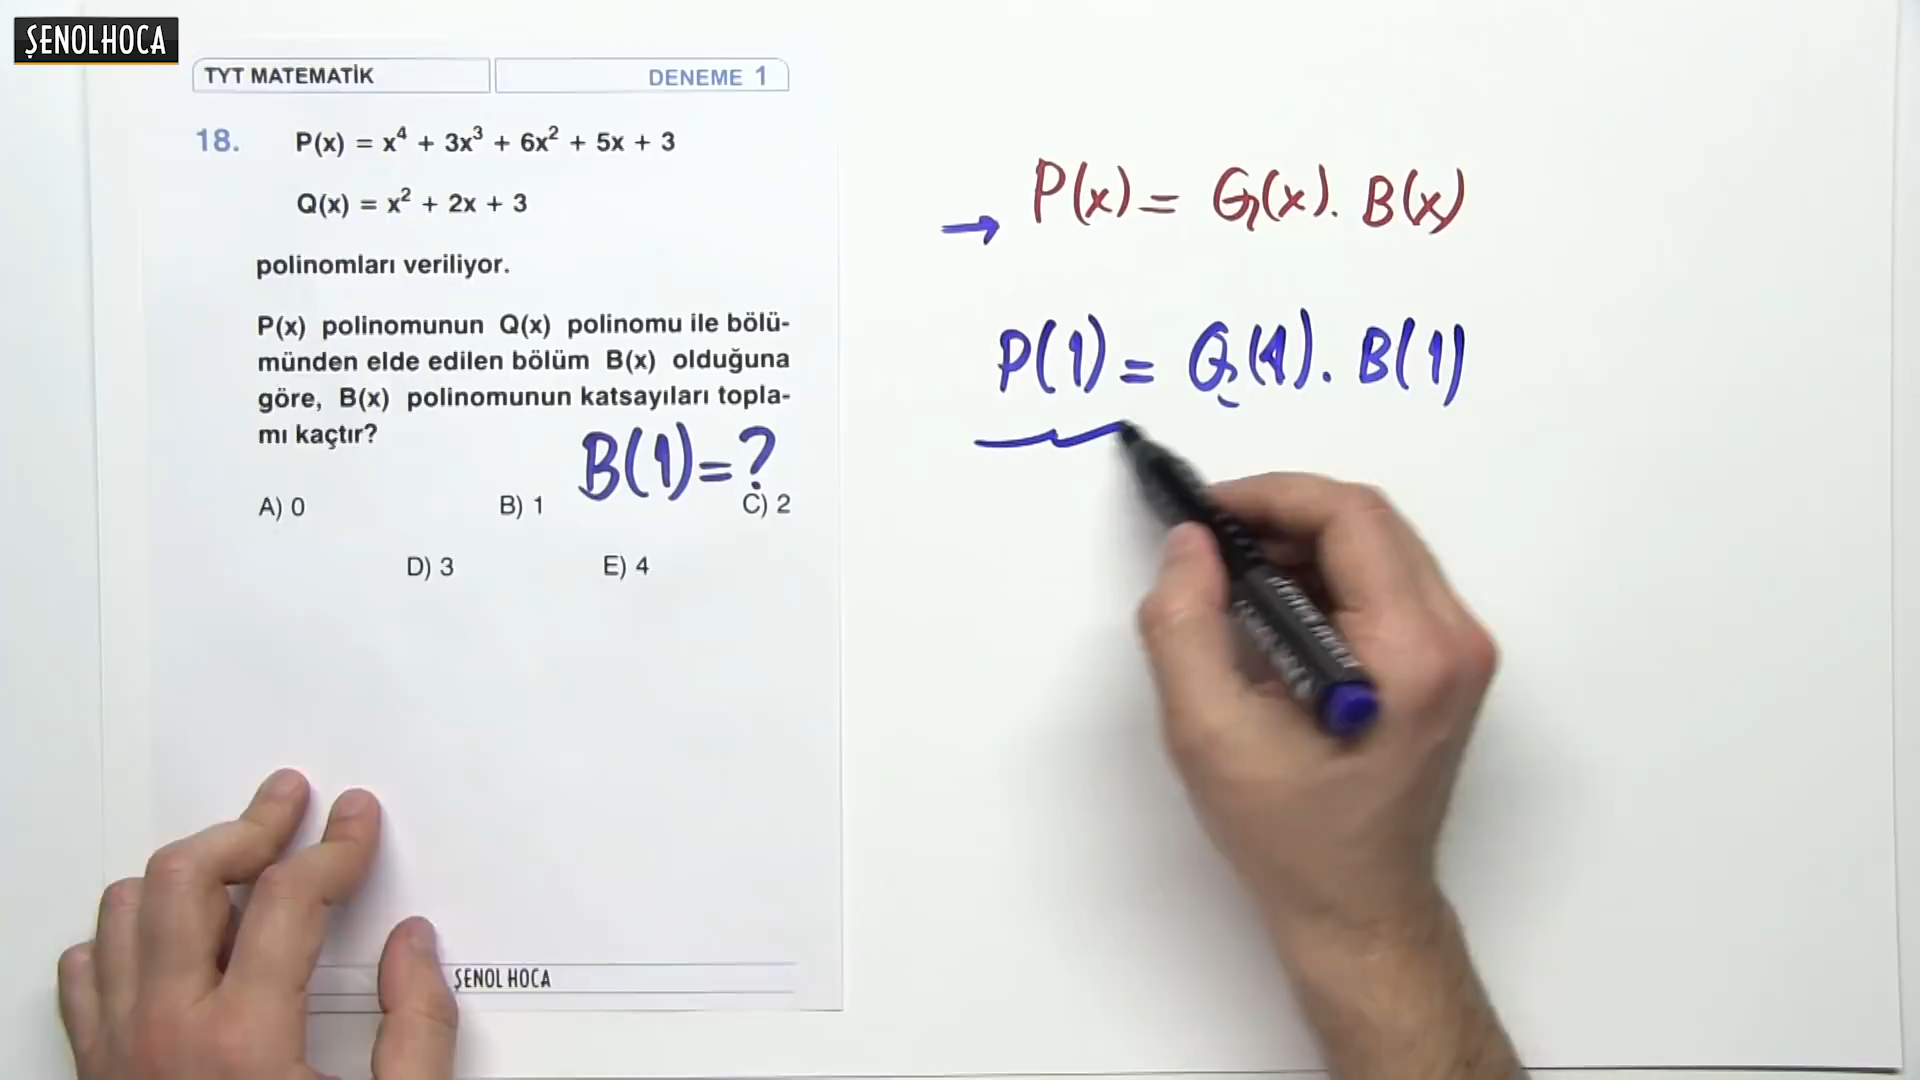 ŞENOLHOCA
TYT MATEMATİK
DENEME 1
18. P(x) = x⁴ + 3x³ + 6x² + 5x + 3
Q(x) = x² + 2x + 3
polinomları veriliyor.
P(x) polinomunun Q(x) polinomu ile bölü-
münden elde edilen bölüm B(x) olduğuna
göre, B(x) polinomunun katsayıları topla-
mı kaçtır?
B(1)=?
A) 0 B) 1 C) 2
D) 3 E) 4
ŞENOL HOCA
→ P(x) = Q(x). B(x)
P(1) = Q(1). B(1)